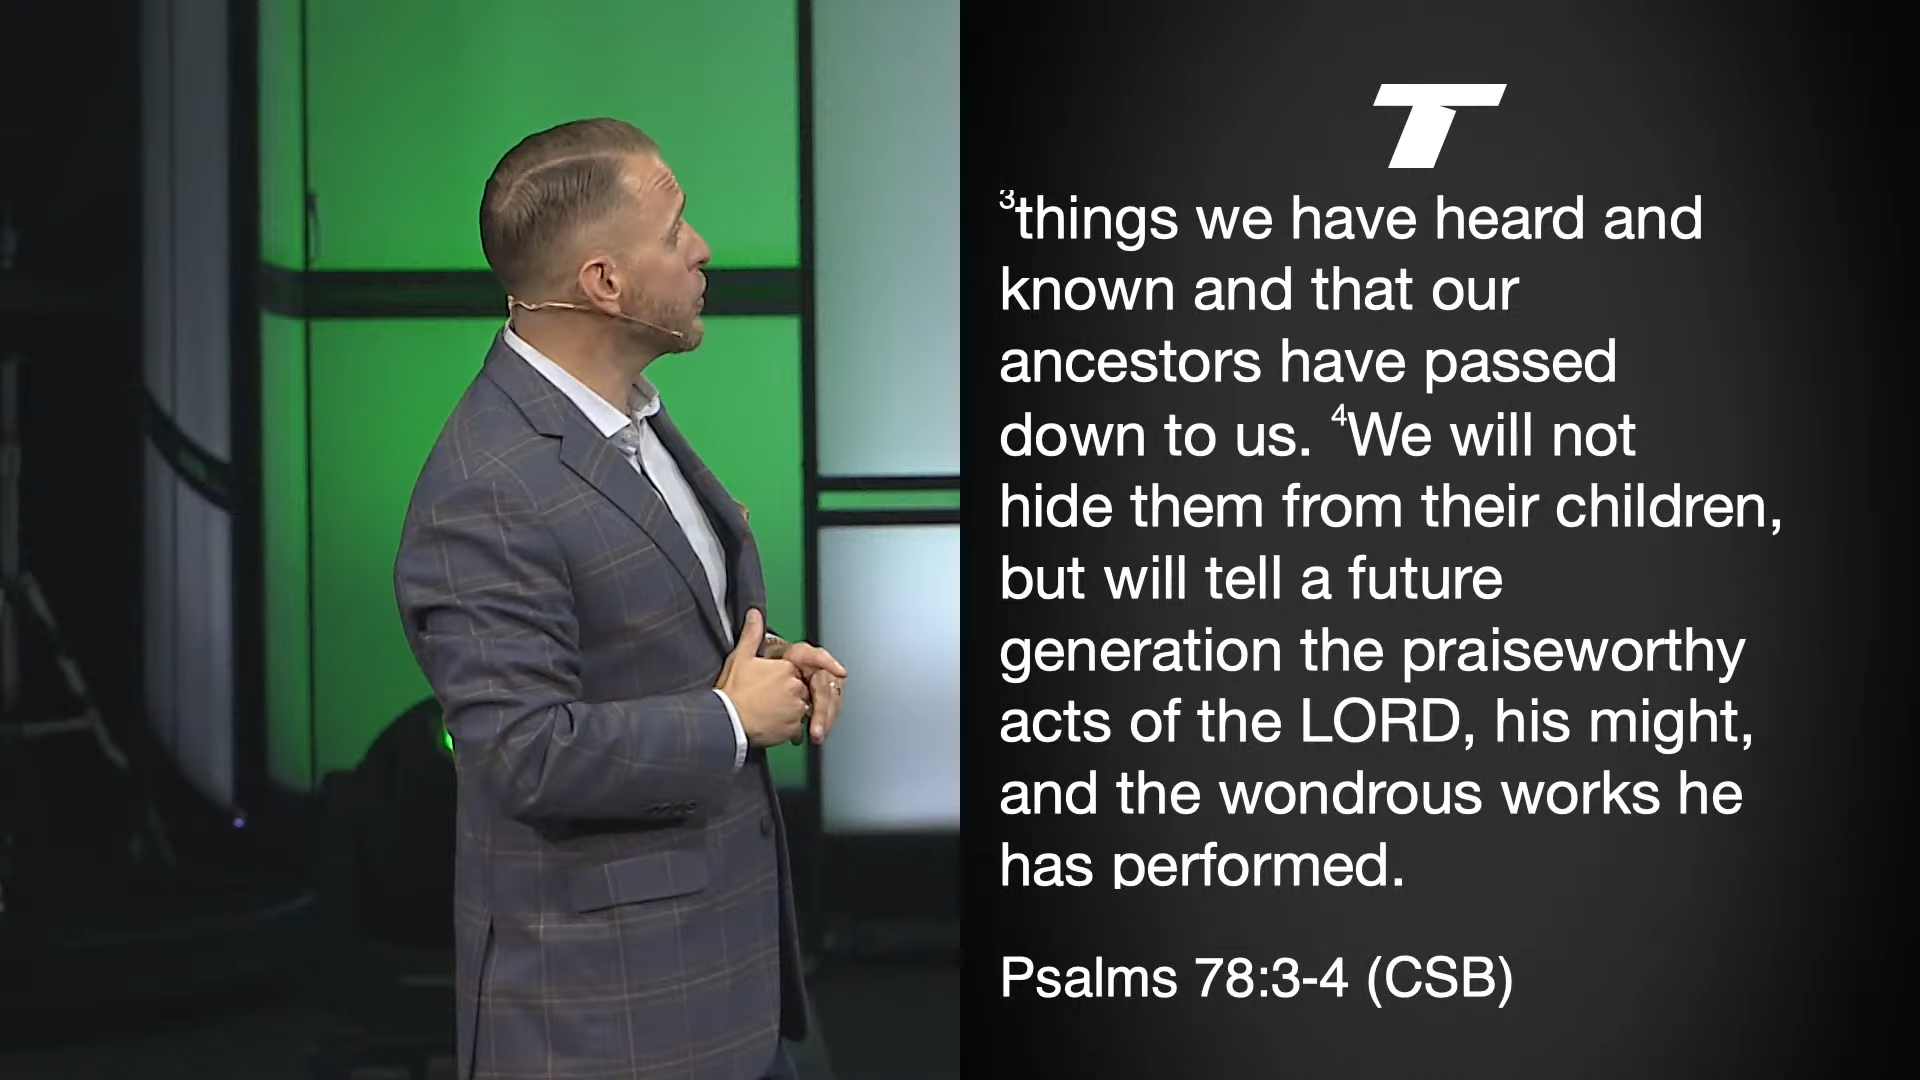 T
³things we have heard and
known and that our
ancestors have passed
down to us. ⁴We will not
hide them from their children,
but will tell a future
generation the praiseworthy
acts of the LORD, his might,
and the wondrous works he
has performed.
Psalms 78:3-4 (CSB)